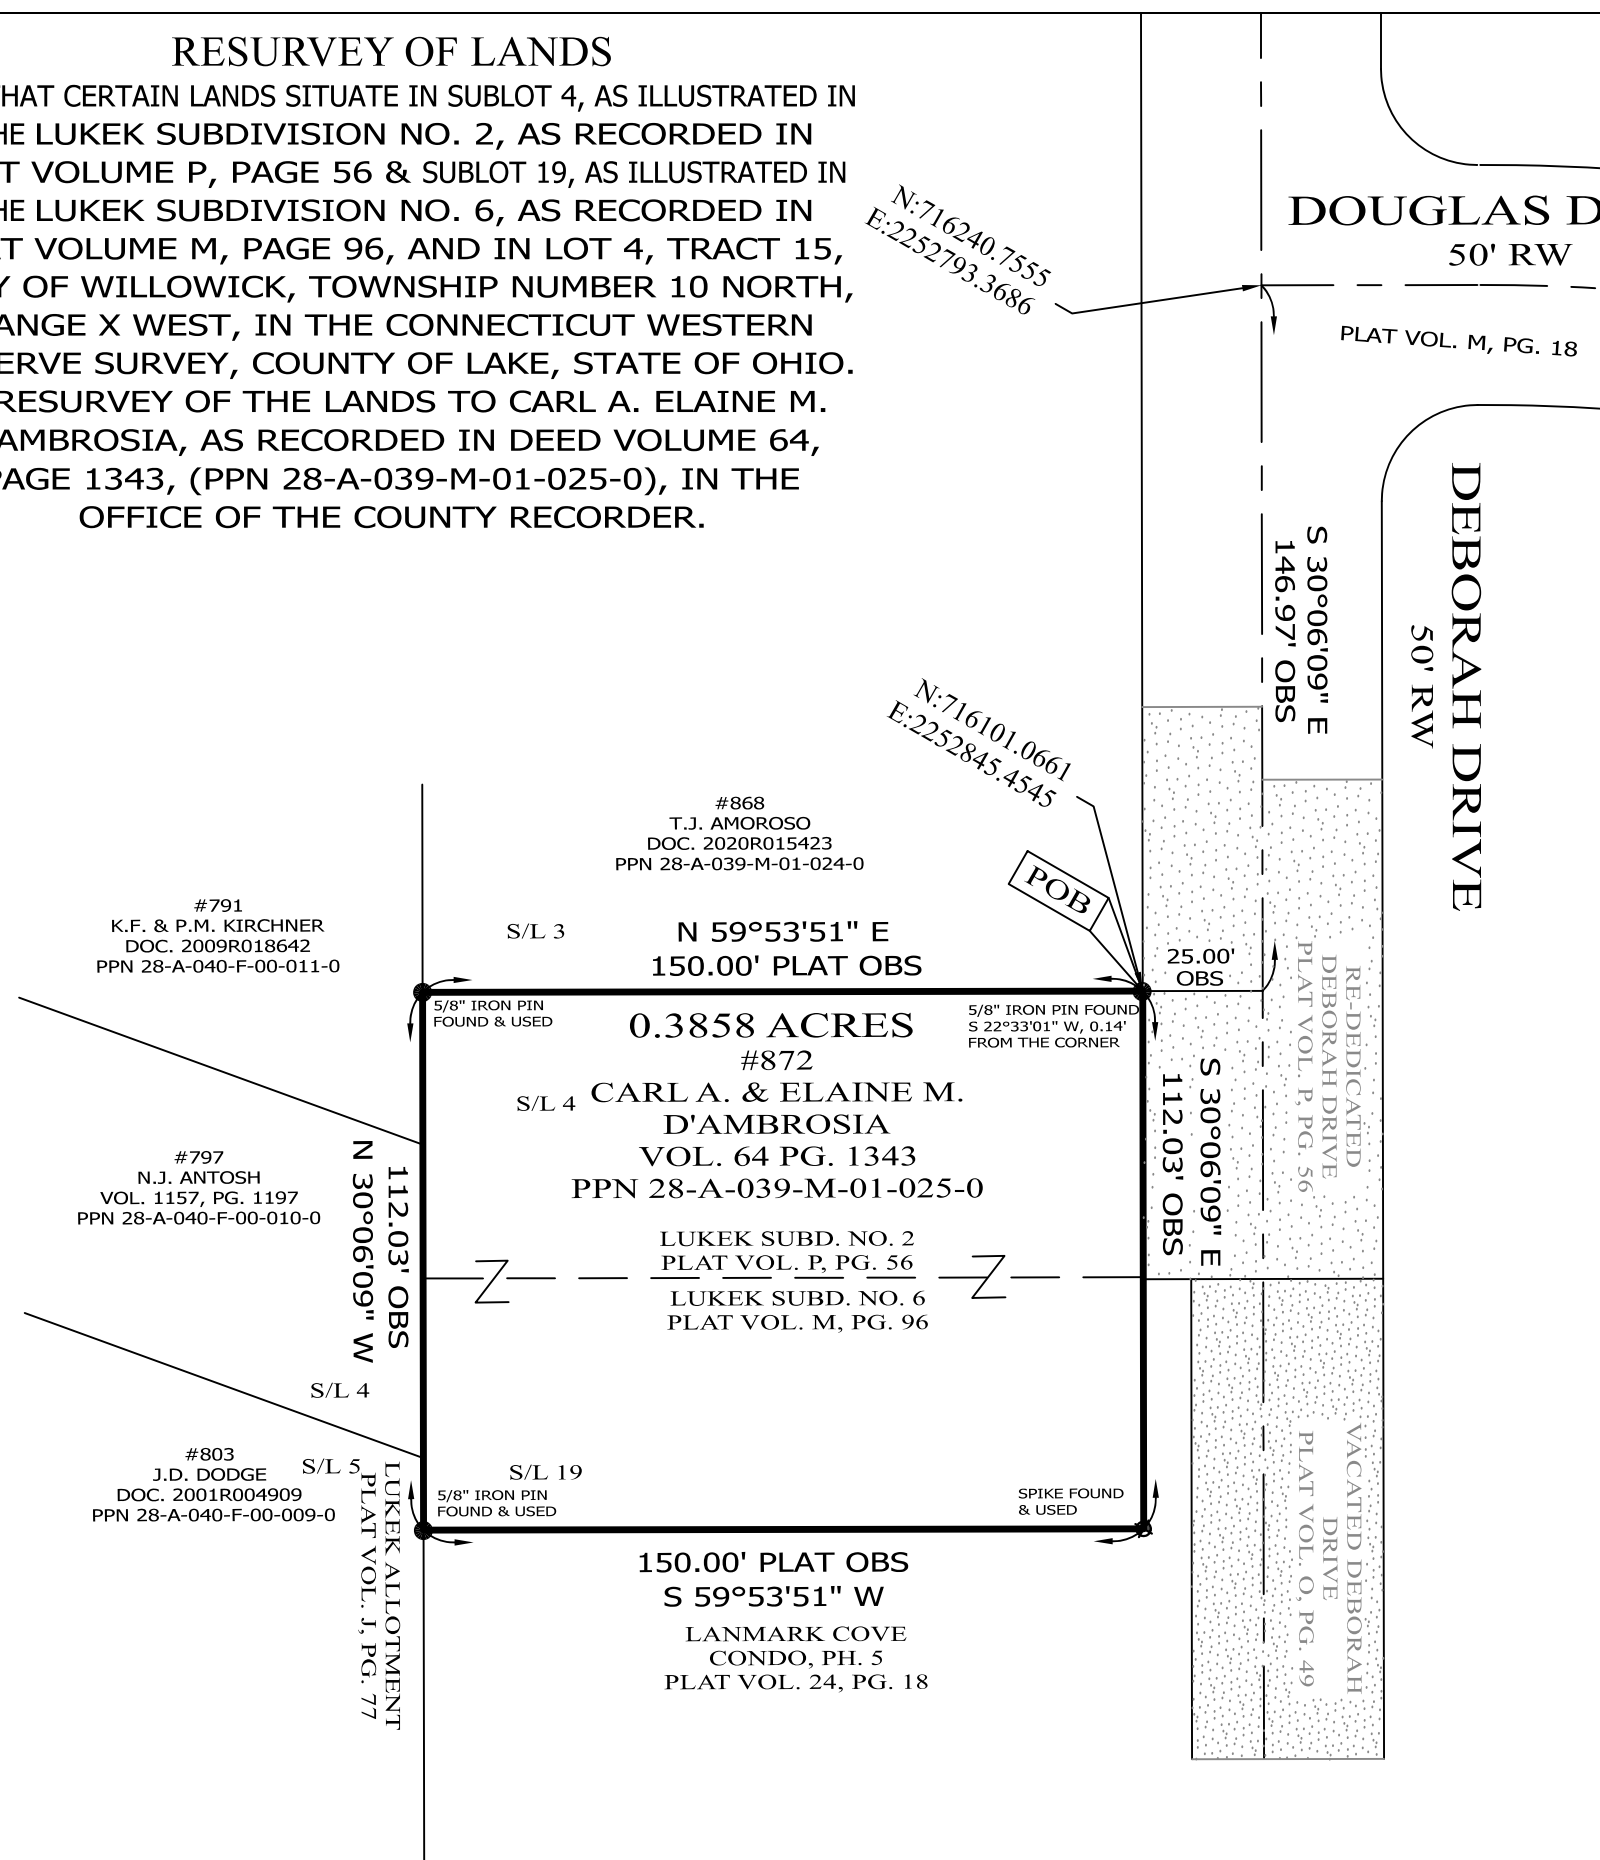 RESURVEY OF LANDS
HAT CERTAIN LANDS SITUATE IN SUBLOT 4, AS ILLUSTRATED IN
HE LUKEK SUBDIVISION NO. 2, AS RECORDED IN
T VOLUME P, PAGE 56 & SUBLOT 19, AS ILLUSTRATED IN
HE LUKEK SUBDIVISION NO. 6, AS RECORDED IN
T VOLUME M, PAGE 96, AND IN LOT 4, TRACT 15,
Y OF WILLOWICK, TOWNSHIP NUMBER 10 NORTH,
ANGE X WEST, IN THE CONNECTICUT WESTERN
ERVE SURVEY, COUNTY OF LAKE, STATE OF OHIO.
RESURVEY OF THE LANDS TO CARL A. ELAINE M.
AMBROSIA, AS RECORDED IN DEED VOLUME 64,
PAGE 1343, (PPN 28-A-039-M-01-025-0), IN THE
OFFICE OF THE COUNTY RECORDER.
N:716240.7555
E:2252793.3686
DOUGLAS D
50' RW
PLAT VOL. M, PG. 18
DEBORAH DRIVE
50' RW
S 30°06'09" E
146.97' OBS
N:716101.0661
E:2252845.4545
POB
#868
T.J. AMOROSO
DOC. 2020R015423
PPN 28-A-039-M-01-024-0
#791
K.F. & P.M. KIRCHNER
DOC. 2009R018642
PPN 28-A-040-F-00-011-0
S/L 3
N 59°53'51" E
150.00' PLAT OBS
25.00'
OBS
RE-DEDICATED
DEBORAH DRIVE
PLAT VOL. P, PG. 56
5/8" IRON PIN
FOUND & USED
5/8" IRON PIN FOUND
S 22°33'01" W, 0.14'
FROM THE CORNER
0.3858 ACRES
#872
S/L 4
CARL A. & ELAINE M.
D'AMBROSIA
VOL. 64 PG. 1343
PPN 28-A-039-M-01-025-0
S 30°06'09" E
112.03' OBS
#797
N.J. ANTOSH
VOL. 1157, PG. 1197
PPN 28-A-040-F-00-010-0
112.03' OBS
N 30°06'09" W
LUKEK SUBD. NO. 2
PLAT VOL. P, PG. 56
LUKEK SUBD. NO. 6
PLAT VOL. M, PG. 96
S/L 4
#803
J.D. DODGE
DOC. 2001R004909
PPN 28-A-040-F-00-009-0
S/L 5
LUKEK ALLOTMENT
PLAT VOL. J, PG. 77
S/L 19
5/8" IRON PIN
FOUND & USED
SPIKE FOUND
& USED
VACATED DEBORAH
DRIVE
PLAT VOL. O, PG. 49
150.00' PLAT OBS
S 59°53'51" W
LANMARK COVE
CONDO, PH. 5
PLAT VOL. 24, PG. 18